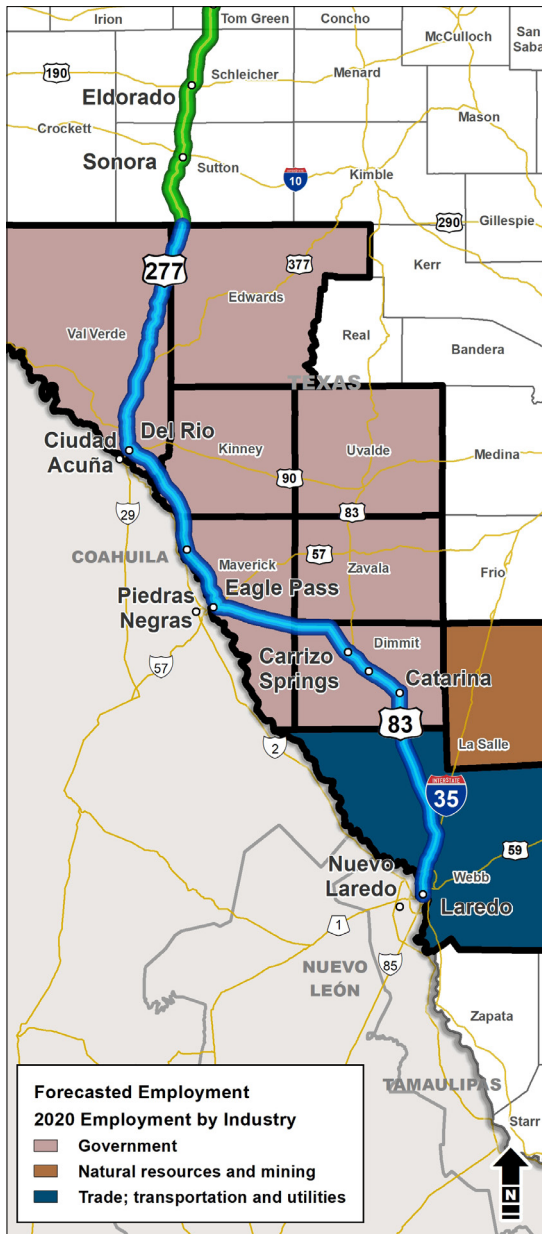 Irion
Tom Green
Concho
McCulloch
San
Saba
190
Schleicher
Menard
Eldorado
Mason
Crockett
Sonora
Sutton
INTERSTATE
10
Kimble
290
Gillespie
277
377
Kerr
Edwards
Val Verde
Real
Bandera
TEXAS
Ciudad
Acuña
Del Rio
Kinney
Uvalde
Medina
90
29
83
COAHUILA
57
Maverick
Zavala
Frio
Piedras
Negras
Eagle Pass
Dimmit
57
Carrizo
Springs
Catarina
83
2
La Salle
INTERSTATE
35
59
Nuevo
Laredo
Webb
Laredo
1
85
NUEVO
LEÓN
Zapata
TAMAULIPAS
Starr
Forecasted Employment
2020 Employment by Industry
Government
Natural resources and mining
Trade; transportation and utilities
N